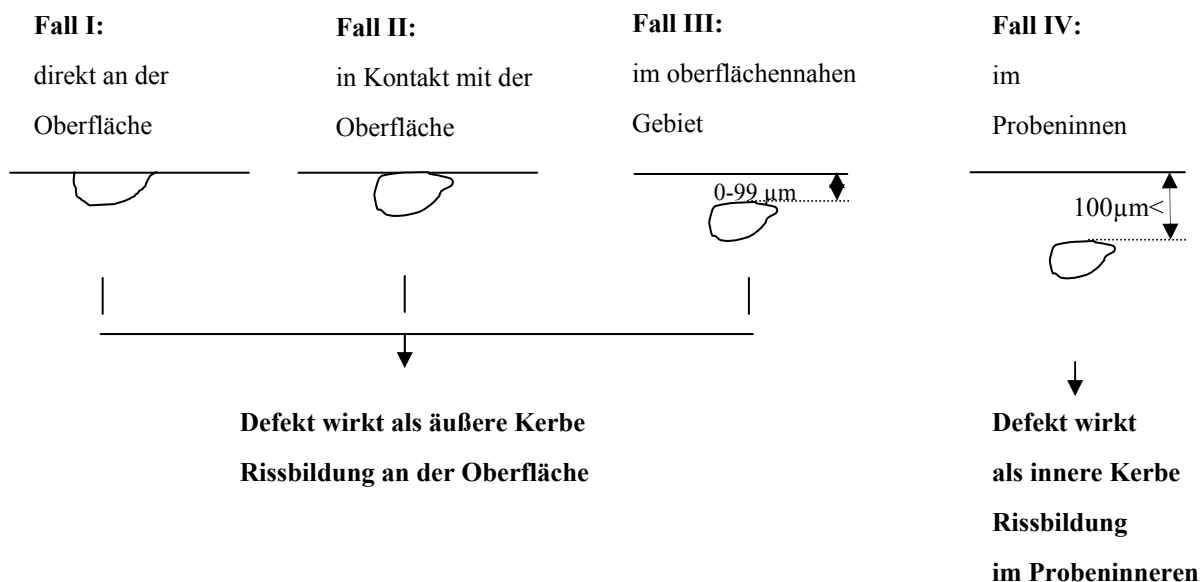 Fall I:
direkt an der
Oberfläche
Fall II:
in Kontakt mit der
Oberfläche
Fall III:
im oberflächennahen
Gebiet
Fall IV:
im
Probeninnen
0-99 µm
100µm<
Defekt wirkt als äußere Kerbe
Rissbildung an der Oberfläche
Defekt wirkt
als innere Kerbe
Rissbildung
im Probeninneren